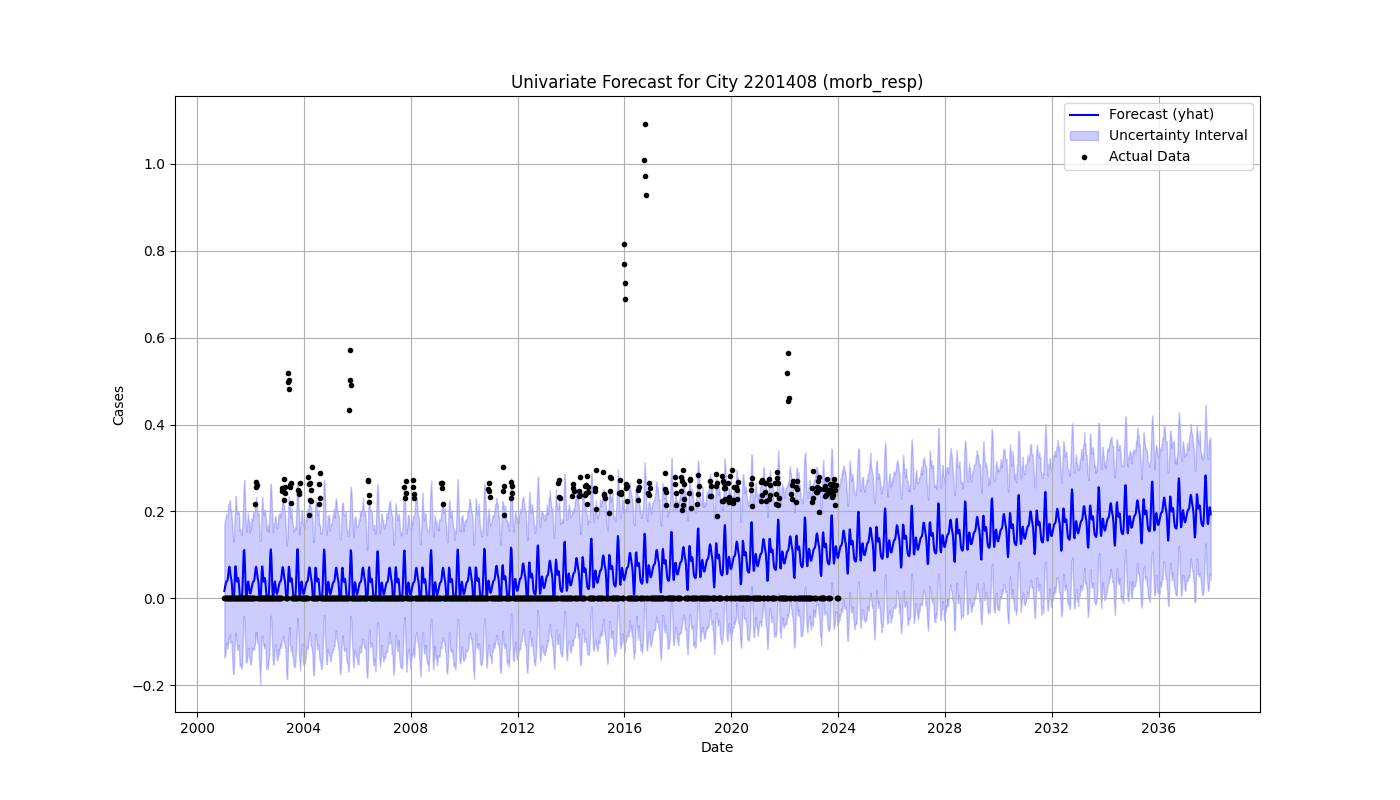 Univariate Forecast for City 2201408 (morb_resp)
Forecast (yhat)
Uncertainty Interval
Actual Data
Cases
1.0
0.8
0.6
0.4
0.2
0.0
−0.2
2000 2004 2008 2012 2016 2020 2024 2028 2032 2036
Date